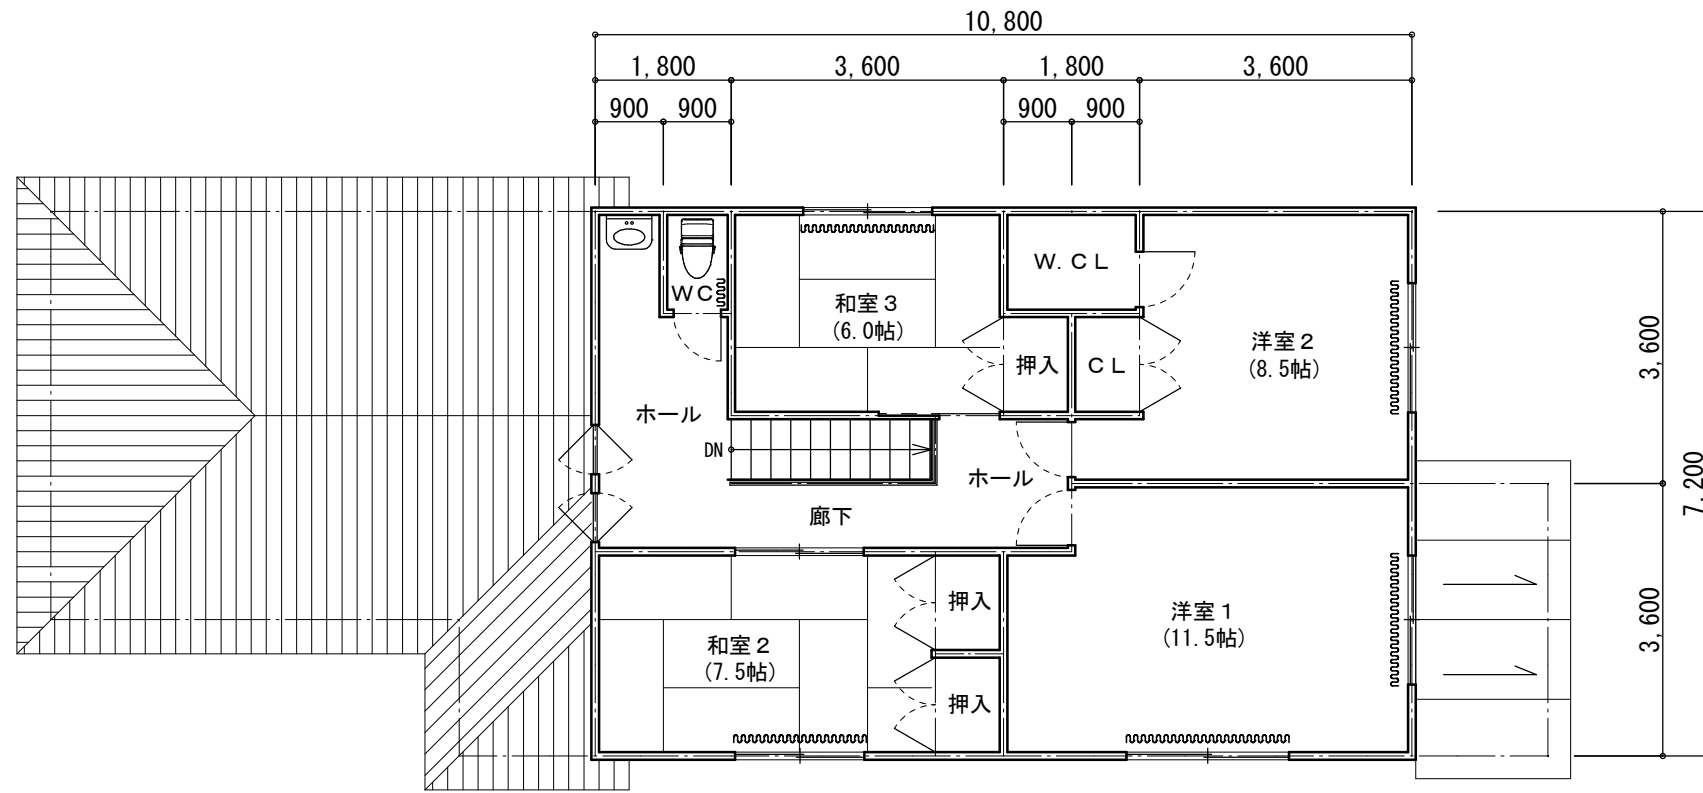 10,800
1,800 3,600 1,800 3,600
900 900 900 900
WC
和室3
(6.0帖)
W.CL
押入
CL
洋室2
(8.5帖)
3,600
ホール
DN
ホール
7,200
廊下
押入
和室2
(7.5帖)
押入
洋室1
(11.5帖)
3,600